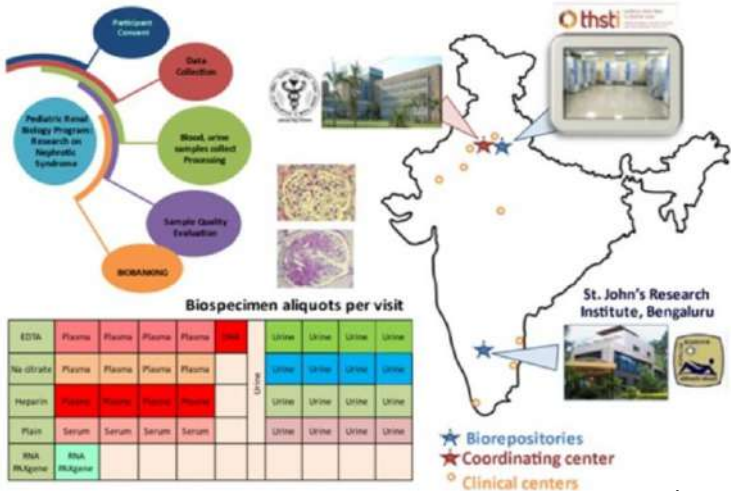 Participant
Consent
Data
Collection
Pediatric Renal
Biology Program:
Research on
Nephrotic
Syndrome
Blood, urine
samples collect
Processing
Sample Quality
Evaluation
BIOBANKING
thsti
Biospecimen aliquots per visit
EDTA Plasma Plasma Plasma Plasma DNA Urine Urine Urine Urine Urine
Na citrate Plasma Plasma Plasma Plasma Urine Urine Urine Urine
Heparin Plasma Plasma Plasma Plasma Urine Urine Urine Urine
Plain Serum Serum Serum Serum Urine Urine Urine Urine
RNA
PAXgene
RNA
PAXgene
St. John's Research
Institute, Bengaluru
Biorepositories
Coordinating center
Clinical centers